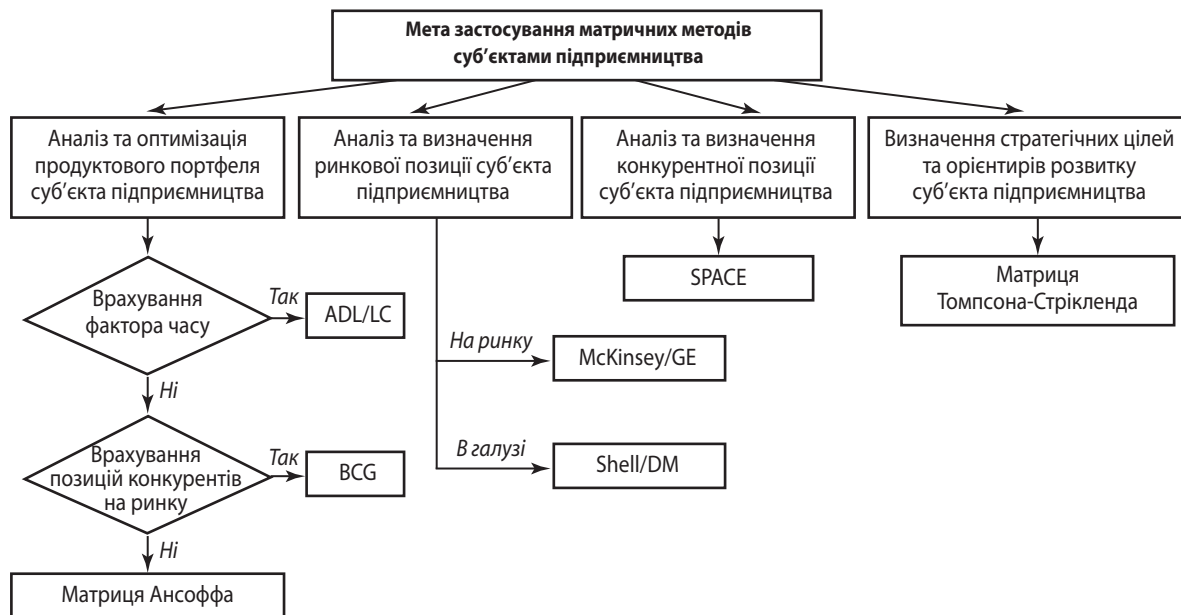 Мета застосування матричних методів
суб’єктами підприємництва
Аналіз та оптимізація
продуктового портфеля
суб’єкта підприємництва
Аналіз та визначення
ринкової позиції суб’єкта
підприємництва
Аналіз та визначення
конкурентної позиції
суб’єкта підприємництва
Визначення стратегічних цілей
та орієнтирів розвитку
суб’єкта підприємництва
Врахування
фактора часу
Так
ADL/LC
SPACE
Матриця
Томпсона-Стрікленда
На ринку
McKinsey/GE
Ні
Врахування
позицій конкурентів
на ринку
Так
BCG
В галузі
Shell/DM
Ні
Матриця Ансоффа